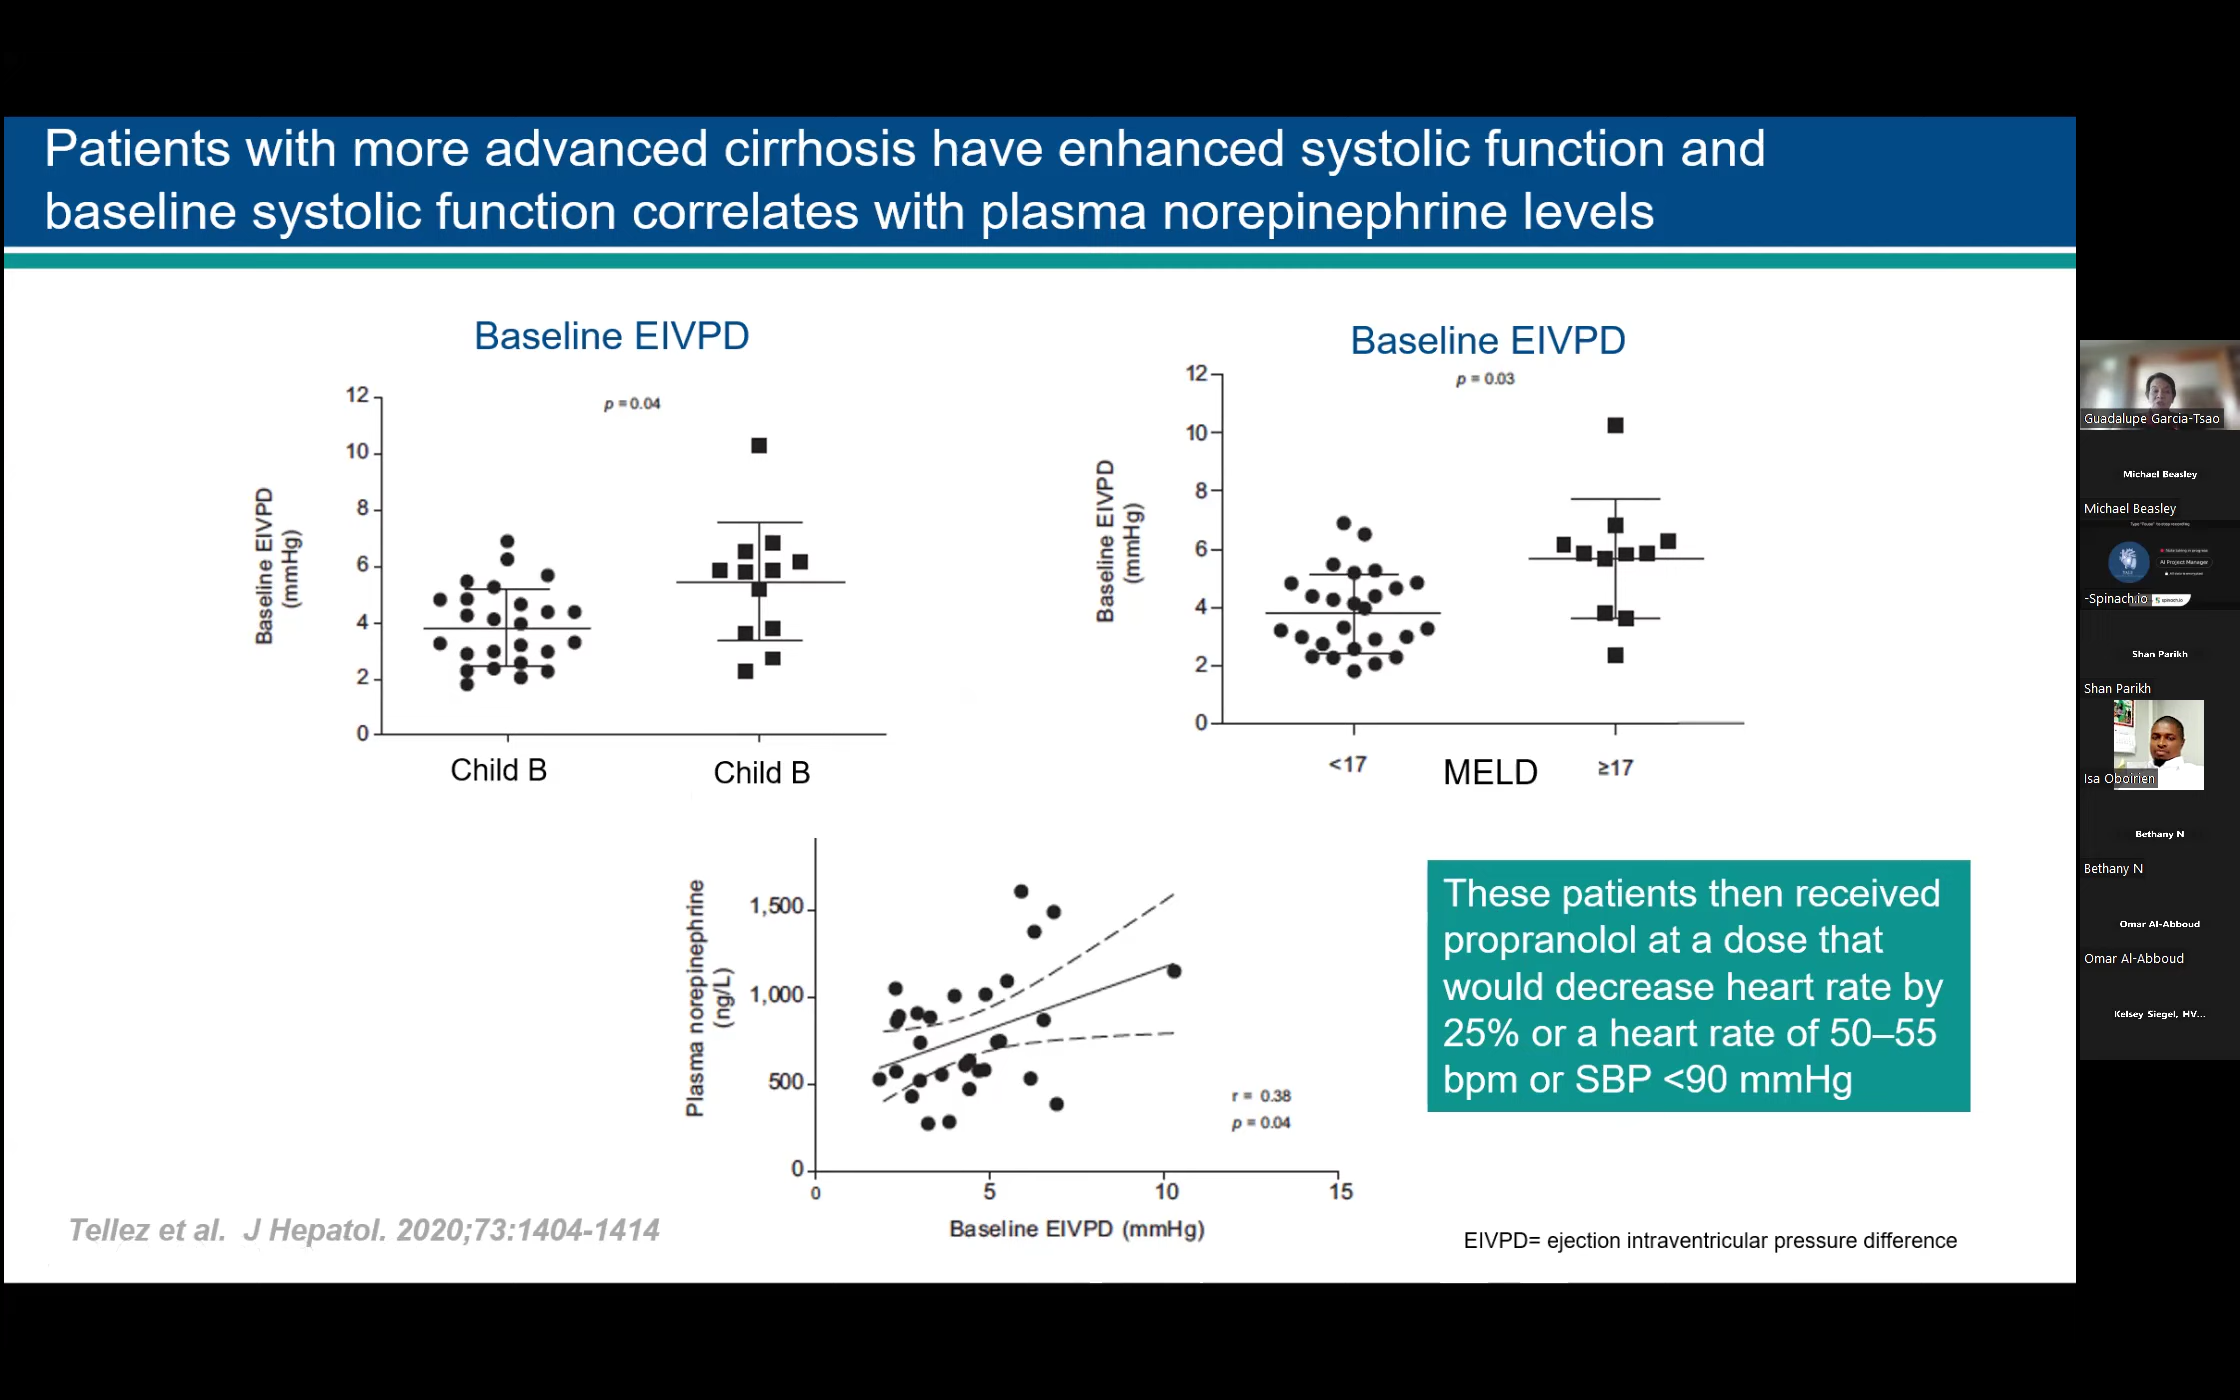 Patients with more advanced cirrhosis have enhanced systolic function and
baseline systolic function correlates with plasma norepinephrine levels
Baseline EIVPD
p = 0.04
Baseline EIVPD
(mmHg)
12
10
8
6
4
2
0
Child B
Child B
Baseline EIVPD
p = 0.03
Baseline EIVPD
(mmHg)
12
10
8
6
4
2
0
<17
MELD
≥17
Plasma norepinephrine
(ng/L)
1,500
1,000
500
0
0
5
10
15
r = 0.38
p = 0.04
Baseline EIVPD (mmHg)
These patients then received
propranolol at a dose that
would decrease heart rate by
25% or a heart rate of 50–55
bpm or SBP <90 mmHg
Tellez et al. J Hepatol. 2020;73:1404-1414
EIVPD= ejection intraventricular pressure difference
Guadalupe Garcia-Tsao
Michael Beasley
Michael Beasley
AI Project Manager
-Spinach.io
spinach.io
Shan Parikh
Shan Parikh
Isa Oboirien
Bethany N
Bethany N
Omar Al-Abboud
Omar Al-Abboud
Kelsey Siegel, HV...